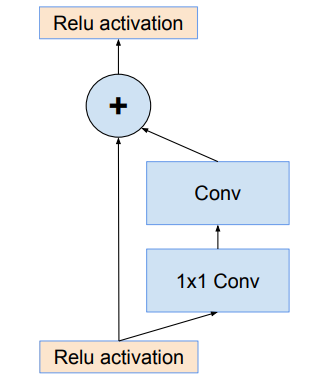 Relu activation
+
Conv
1x1 Conv
Relu activation